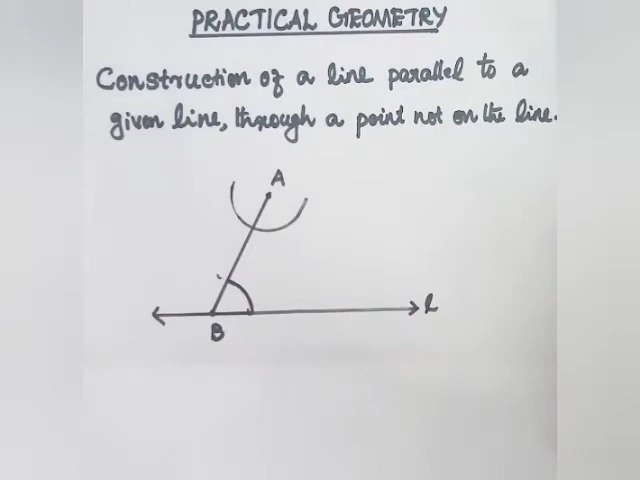 PRACTICAL GEOMETRY
Construction of a line parallel to a
given line, through a point not on the line.
A
l
B